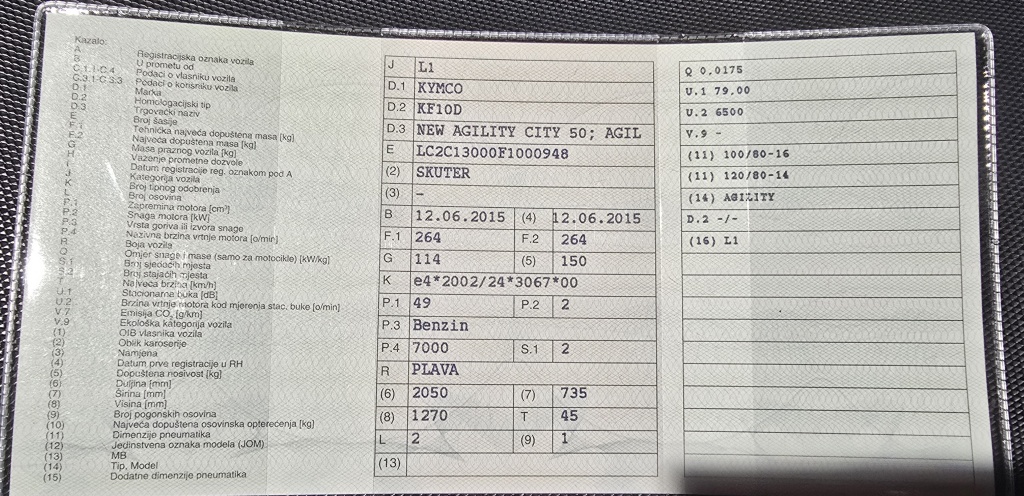 Kazalo:
A Registracijska oznaka vozila
B U prometu od
C.1.1-C.4 Podaci o vlasniku vozila
C.3.1-C.3.3 Podaci o korisniku vozila
D.1 Marka
D.2 Homologacijski tip
D.3 Trgovački naziv
E Broj šasije
F.1 Tehnička najveća dopuštena masa [kg]
F.2 Najveća dopuštena masa [kg]
G Masa praznog vozila [kg]
H Važenje prometne dozvole
I Datum registracije reg. oznakom pod A
J Kategorija vozila
K Broj tipnog odobrenja
L Broj osovina
P.1 Zapremina motora [cm³]
P.2 Snaga motora [kW]
P.3 Vrsta goriva ili izvora snage
P.4 Nazivna brzina vrtnje motora [o/min]
R Boja vozila
Q Omjer snage i mase (samo za motocikle) [kW/kg]
S.1 Broj sjedećih mjesta
S.2 Broj stajaćih mjesta
T Najveća brzina [km/h]
U.1 Stacionarna buka [dB]
U.2 Brzina vrtnje motora kod mjerenja stac. buke [o/min]
V.7 Emisija CO₂ [g/km]
V.9 Ekološka kategorija vozila
(1) OIB vlasnika vozila
(2) Oblik karoserije
(3) Namjena
(4) Datum prve registracije u RH
(5) Dopuštena nosivost [kg]
(6) Duljina [mm]
(7) Širina [mm]
(8) Visina [mm]
(9) Broj pogonskih osovina
(10) Najveća dopuštena osovinska opterećenja [kg]
(11) Dimenzije pneumatika
(12) Jedinstvena oznaka modela (JOM)
(13) MB
(14) Tip, Model
(15) Dodatne dimenzije pneumatika
J L1
D.1 KYMCO
D.2 KF10D
D.3 NEW AGILITY CITY 50; AGIL
E LC2C13000F1000948
(2) SKUTER
(3) –
B 12.06.2015 (4) 12.06.2015
F.1 264 F.2 264
G 114 (5) 150
K e4*2002/24*3067*00
P.1 49 P.2 2
P.3 Benzin
P.4 7000 S.1 2
R PLAVA
(6) 2050 (7) 735
(8) 1270 T 45
L 2 (9) 1
(13)
Q 0,0175
U.1 79,00
U.2 6500
V.9 -
(11) 100/80-16
(11) 120/80-14
(14) AGILITY
D.2 -/-
(16) L1